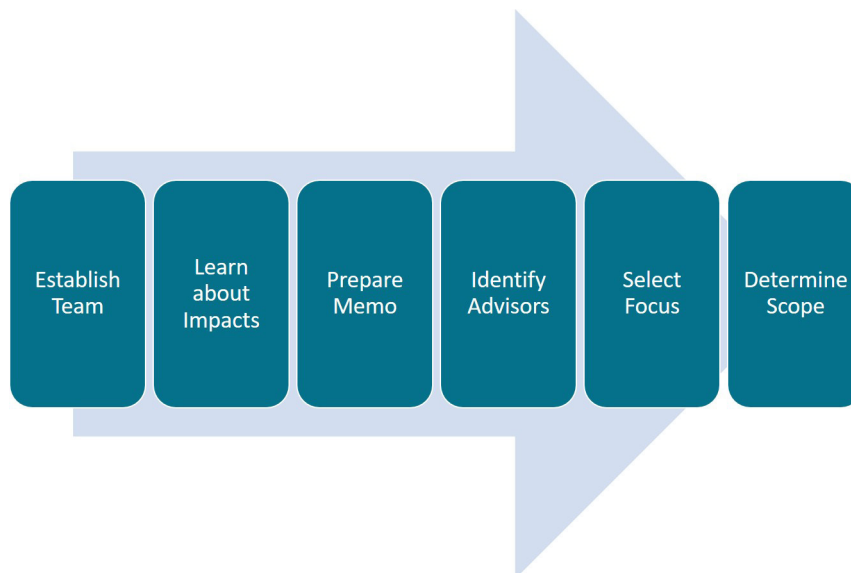 Establish
Team
Learn
about
Impacts
Prepare
Memo
Identify
Advisors
Select
Focus
Determine
Scope